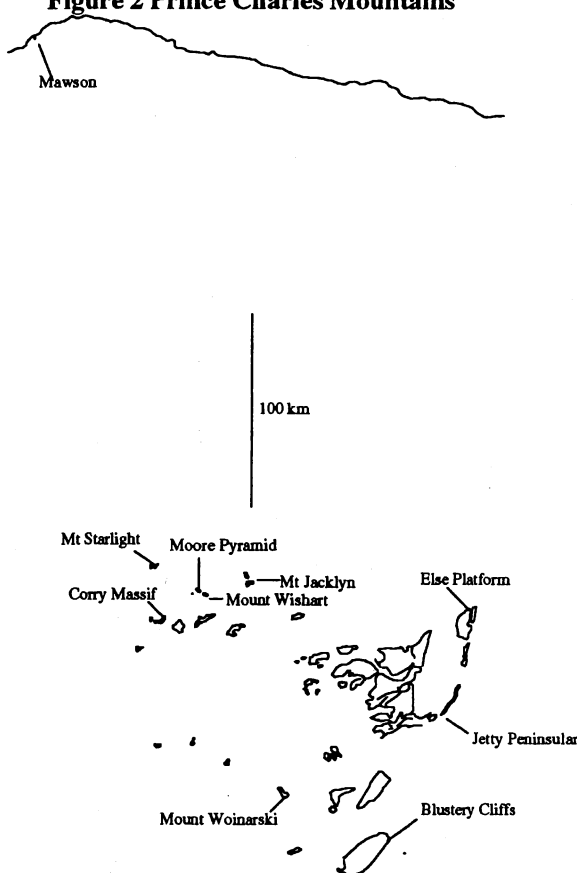 Figure 2 Prince Charles Mountains
Mawson
100 km
Mt Starlight
Moore Pyramid
Mt Jacklyn
Else Platform
Corry Massif
Mount Wishart
Jetty Peninsular
Mount Woinarski
Blustery Cliffs